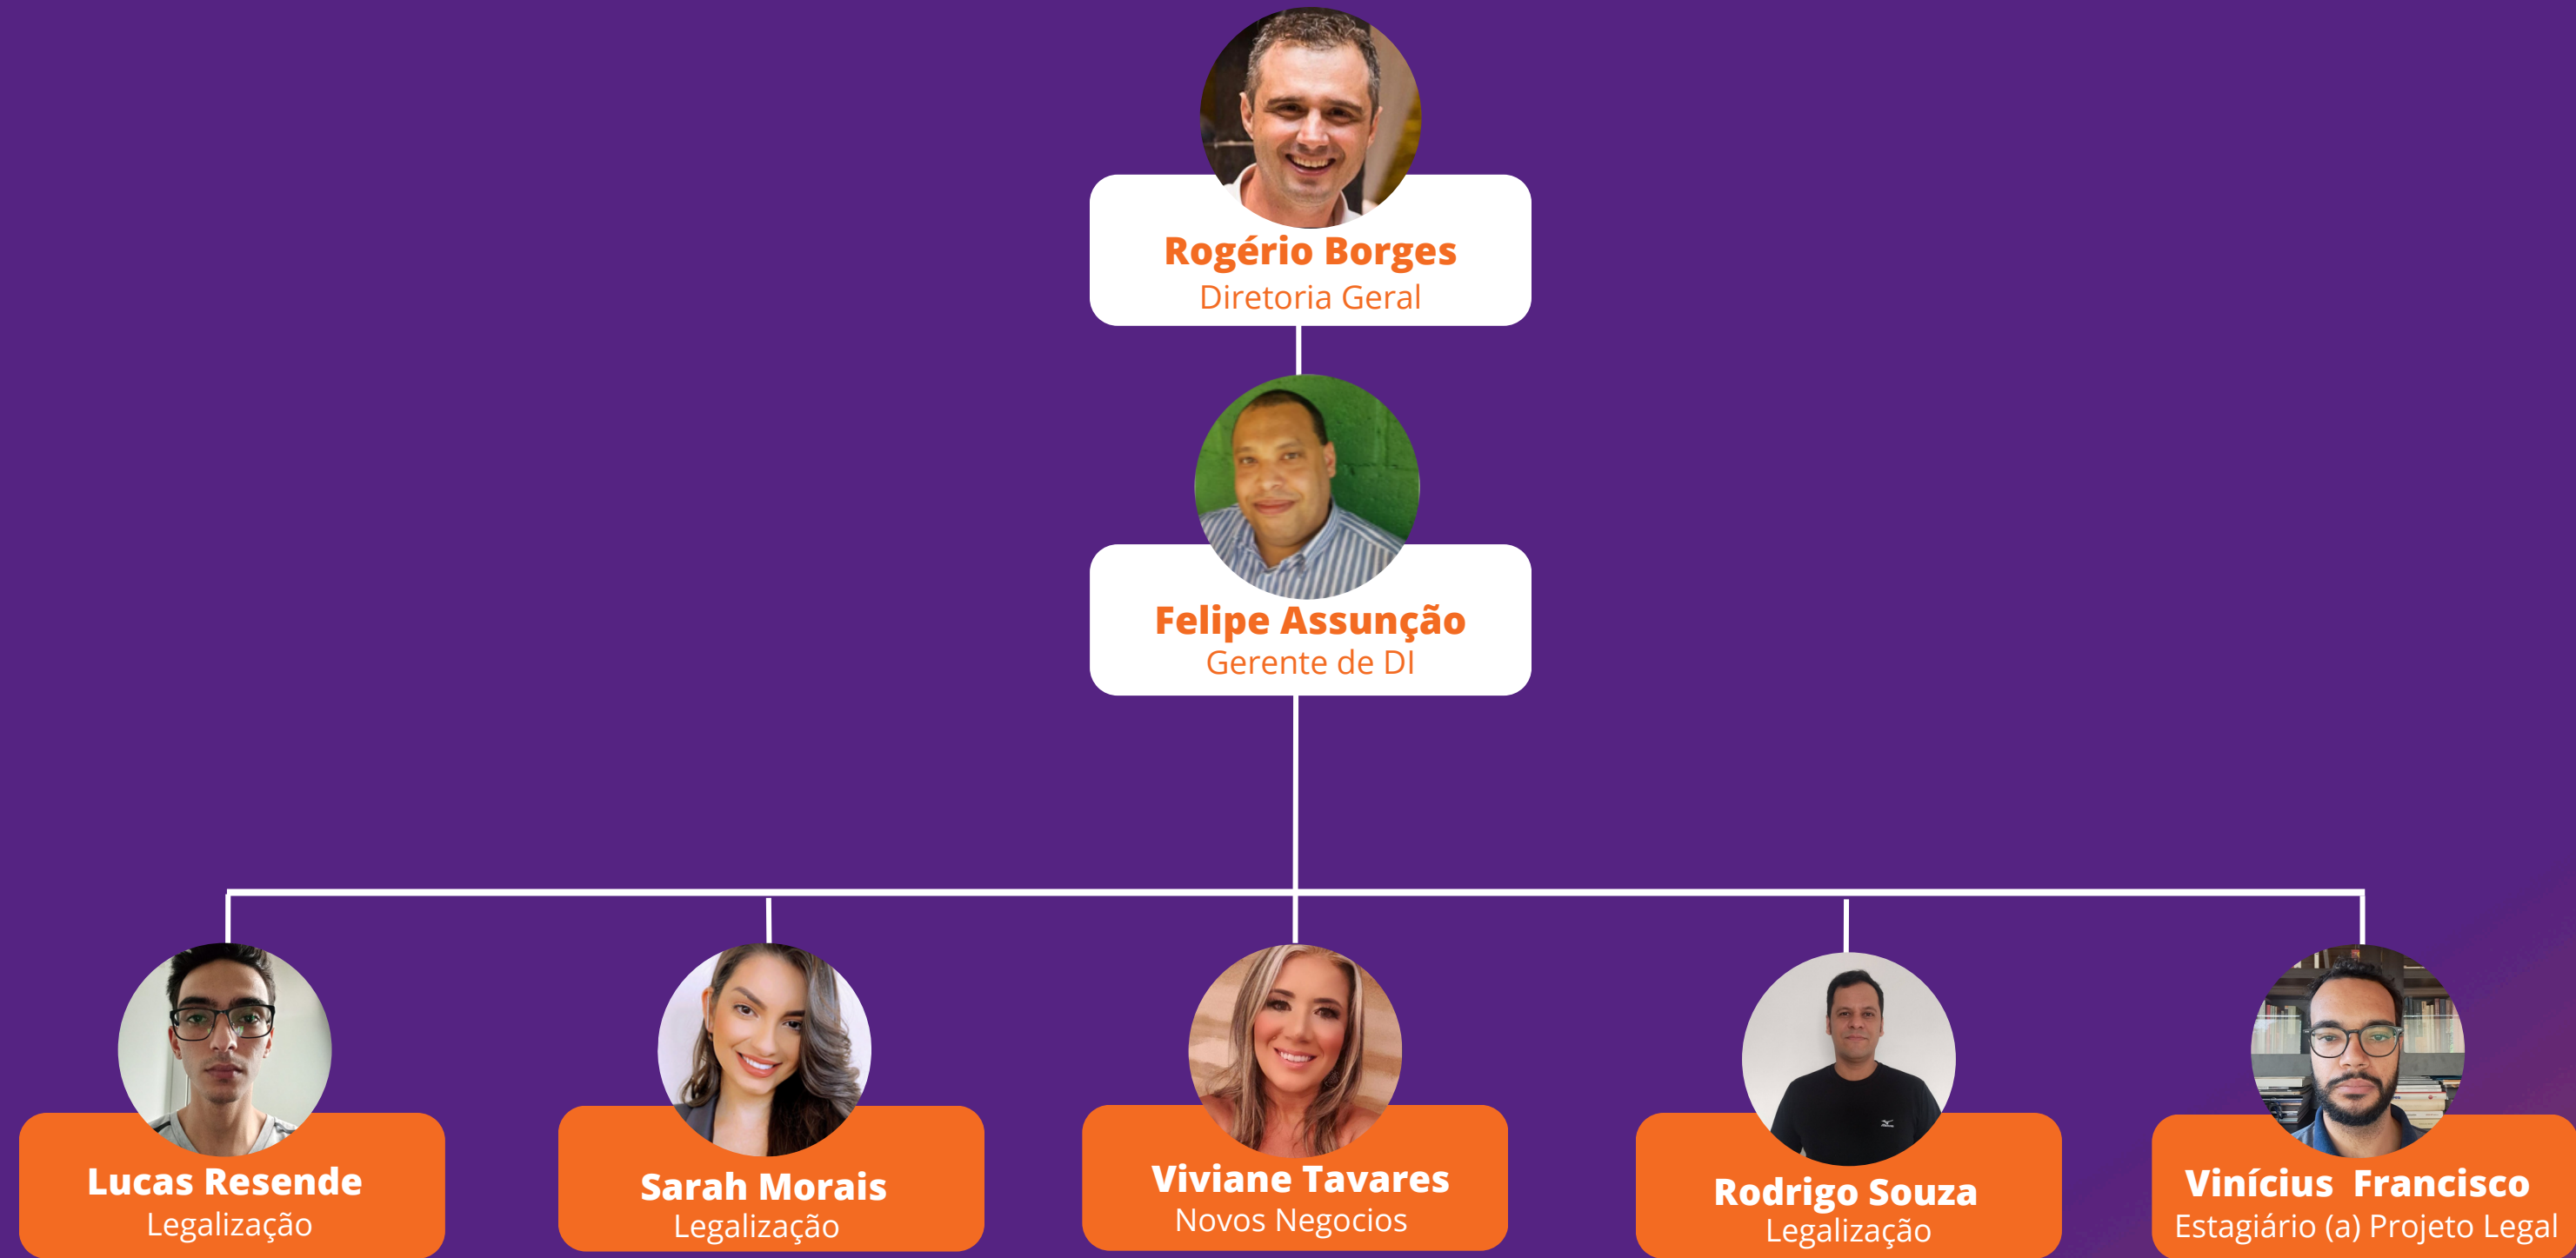 Rogério Borges
Diretoria Geral
Felipe Assunção
Gerente de DI
Lucas Resende
Legalização
Sarah Morais
Legalização
Viviane Tavares
Novos Negocios
Rodrigo Souza
Legalização
Vinícius Francisco
Estagiário (a) Projeto Legal